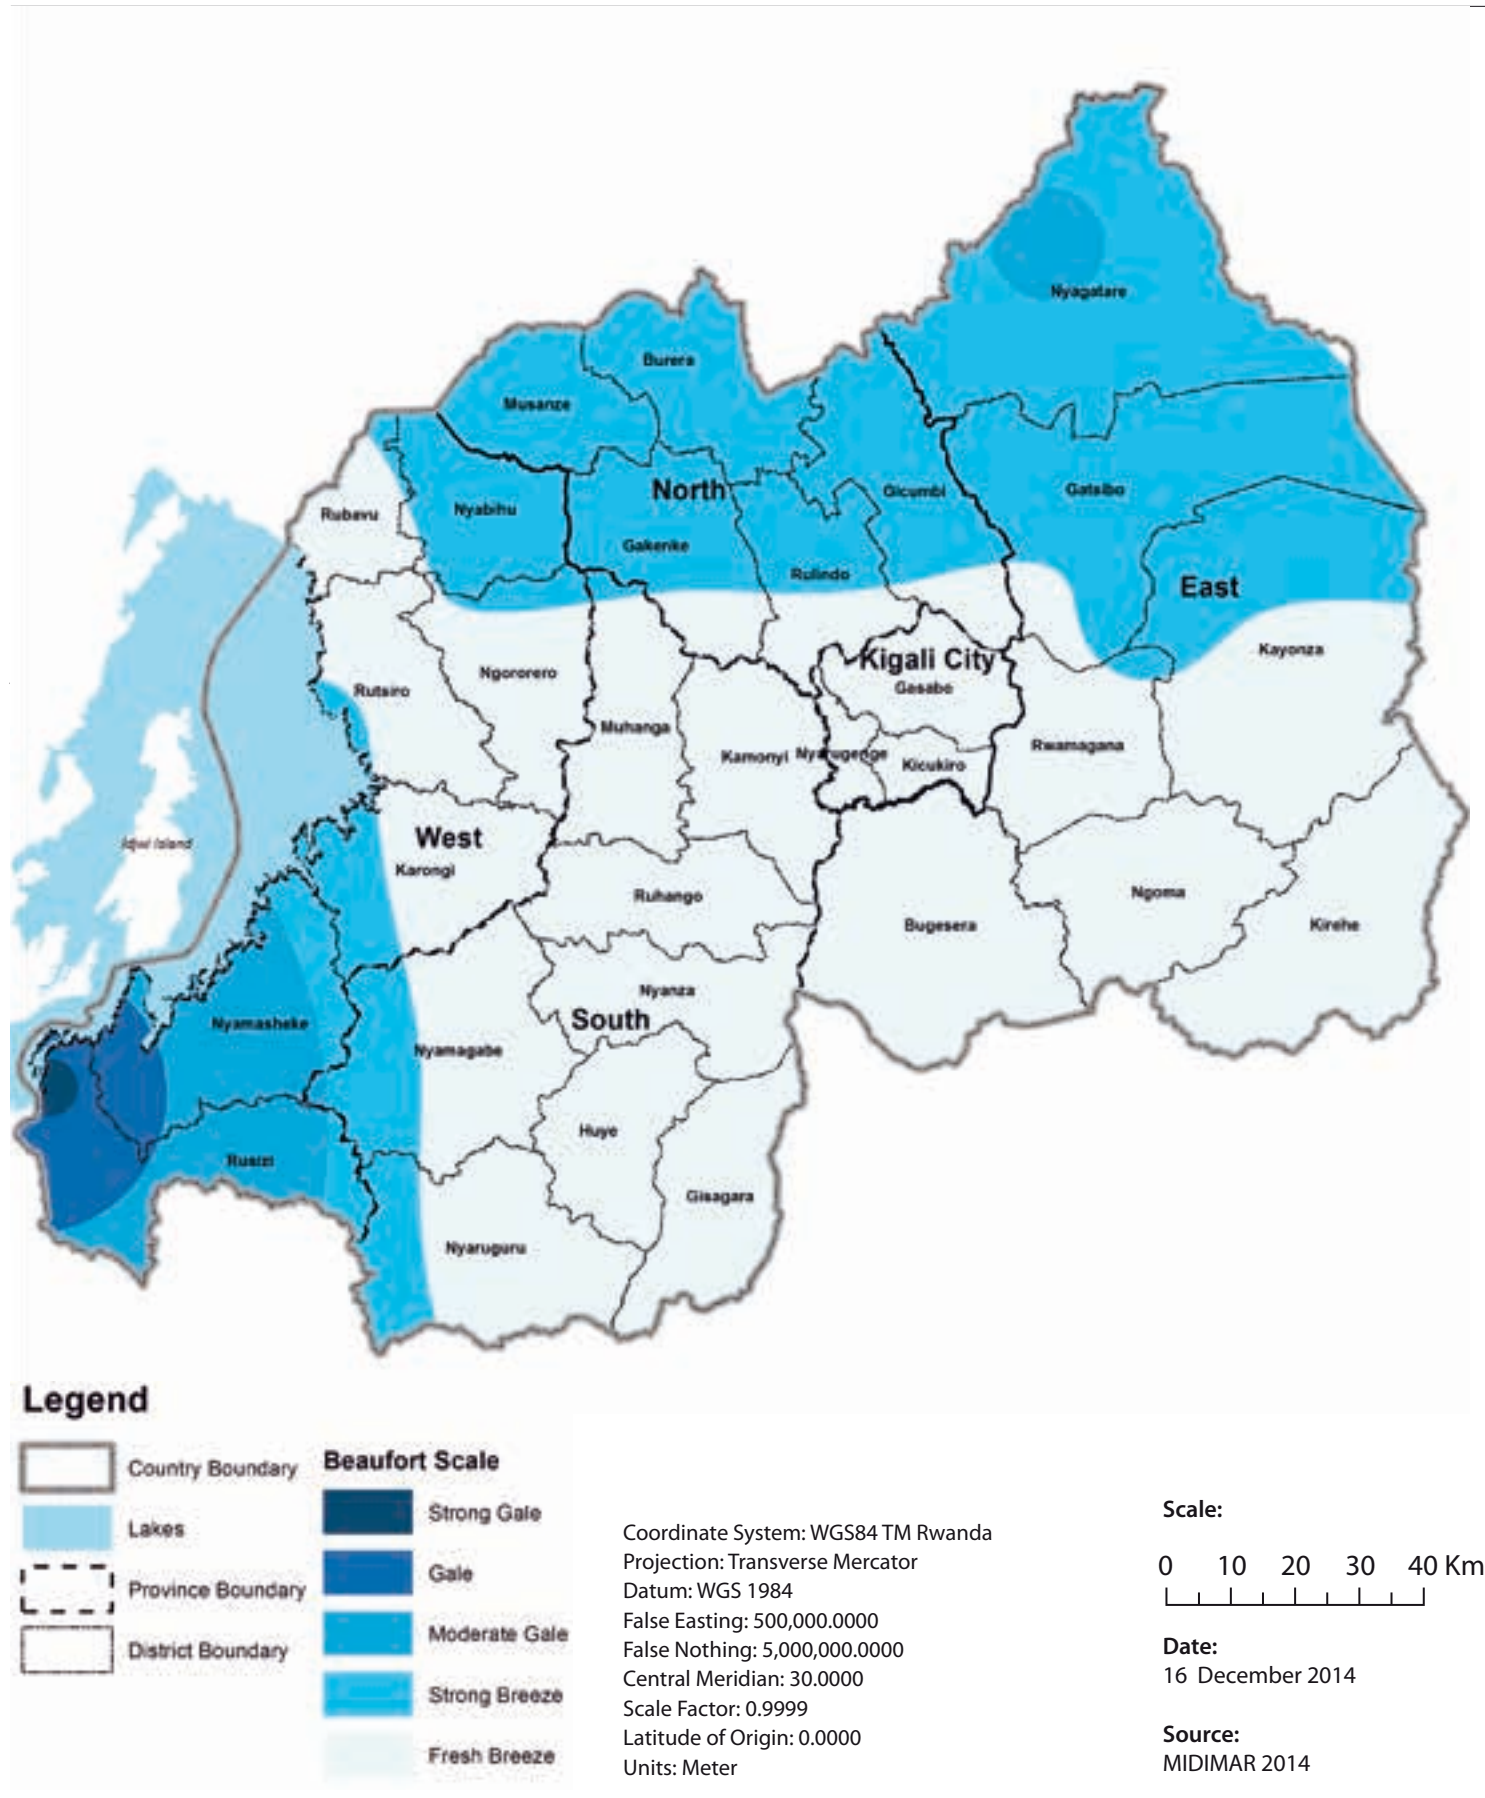 Nyagatare
Burera
Musanze
North
Gicumbi
Gatsibo
Nyabihu
Rubavu
Gakenke
Rulindo
East
Kayonza
Kigali City
Gasabo
Ngororero
Rutsiro
Muhanga
Kamonyi
Nyarugenge
Kicukiro
Rwamagana
Idjwi Island
West
Karongi
Ruhango
Bugesera
Ngoma
Kirehe
Nyanza
South
Nyamasheke
Nyamagabe
Huye
Rusizi
Gisagara
Nyaruguru
Legend
Country Boundary
Lakes
Province Boundary
District Boundary
Beaufort Scale
Strong Gale
Gale
Moderate Gale
Strong Breeze
Fresh Breeze
Coordinate System: WGS84 TM Rwanda
Projection: Transverse Mercator
Datum: WGS 1984
False Easting: 500,000.0000
False Nothing: 5,000,000.0000
Central Meridian: 30.0000
Scale Factor: 0.9999
Latitude of Origin: 0.0000
Units: Meter
Scale:
0 10 20 30 40 Km
Date:
16 December 2014
Source:
MIDIMAR 2014